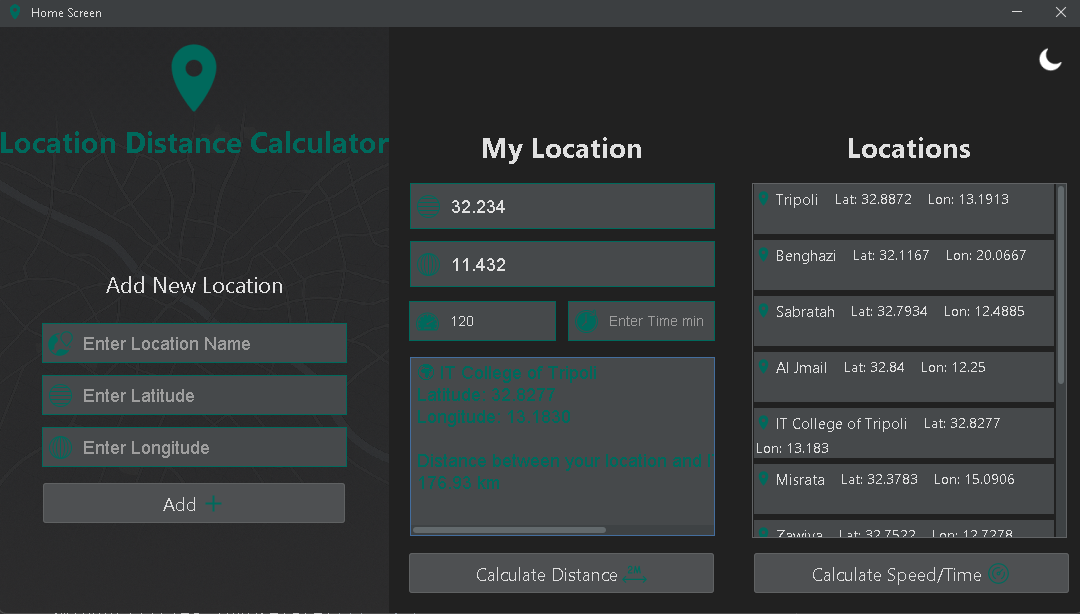 Home Screen
Location Distance Calculator
Add New Location
Enter Location Name
Enter Latitude
Enter Longitude
Add
My Location
32.234
11.432
120
Enter Time min
IT College of Tripoli
Latitude: 32.8277
Longitude: 13.1830
Distance between your location and
176.93 km
Calculate Distance
KM
Locations
Tripoli Lat: 32.8872 Lon: 13.1913
Benghazi Lat: 32.1167 Lon: 20.0667
Sabratah Lat: 32.7934 Lon: 12.4885
Al Jmail Lat: 32.84 Lon: 12.25
IT College of Tripoli Lat: 32.8277
Lon: 13.183
Misrata Lat: 32.3783 Lon: 15.0906
Zawiya Lat: 32.7522 Lon: 12.7278
Calculate Speed/Time